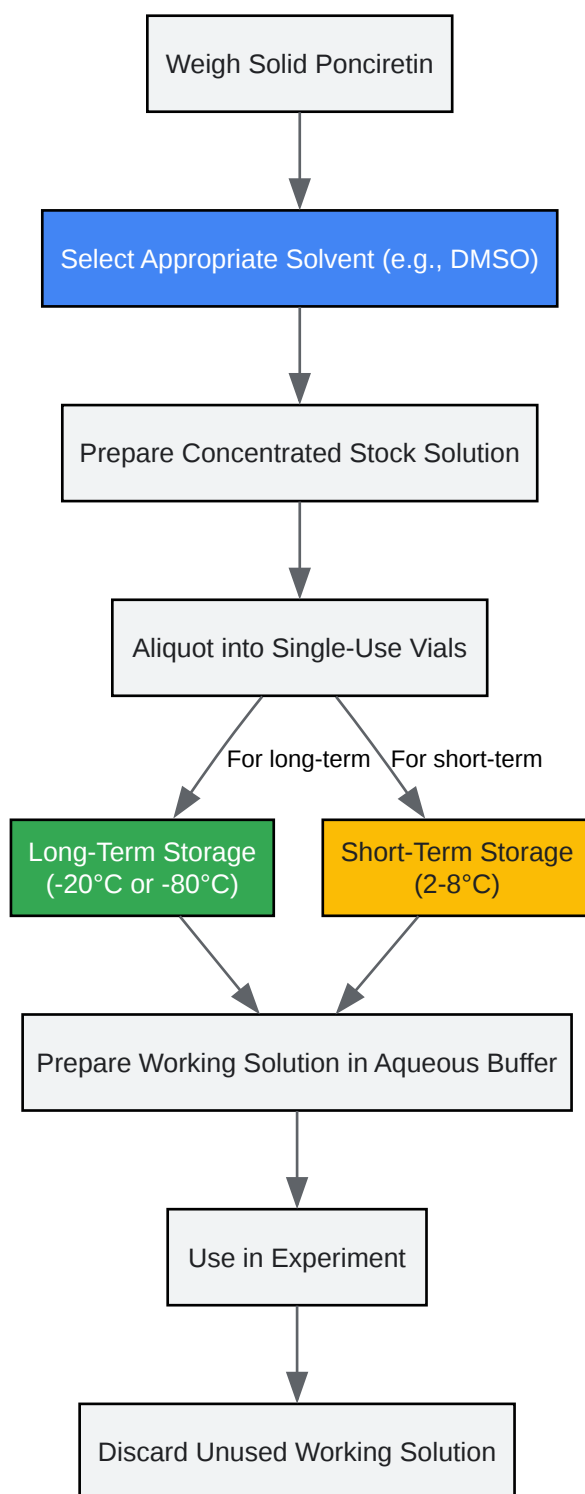 Weigh Solid Ponciretin
Select Appropriate Solvent (e.g., DMSO)
Prepare Concentrated Stock Solution
Aliquot into Single-Use Vials
For long-term
For short-term
Long-Term Storage
(-20°C or -80°C)
Short-Term Storage
(2-8°C)
Prepare Working Solution in Aqueous Buffer
Use in Experiment
Discard Unused Working Solution